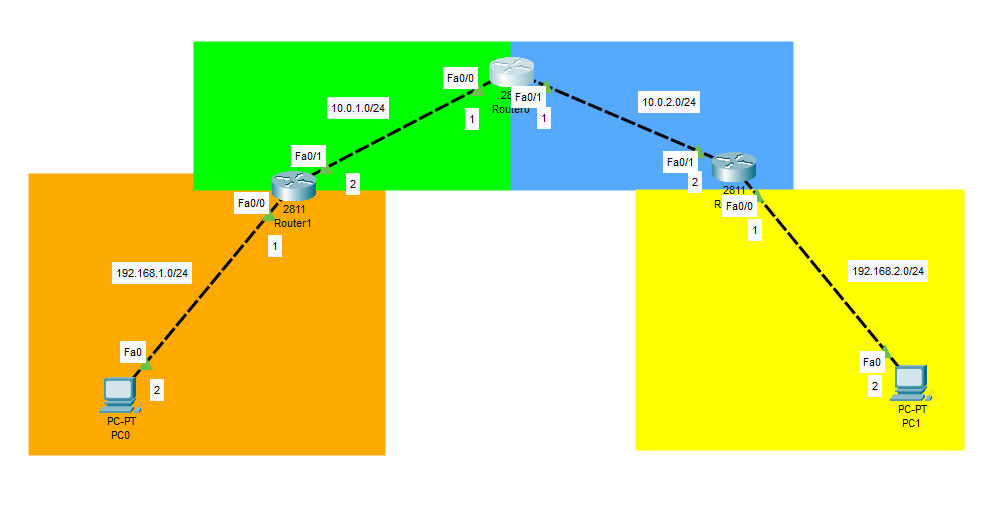 Fa0/0
28
Fa0/1
10.0.1.0/24
10.0.2.0/24
Router0
1
1
Fa0/1
Fa0/1
2
2
2811
Fa0/0
Fa0/0
2811
Router1
1
1
192.168.1.0/24
192.168.2.0/24
Fa0
Fa0
2
2
PC-PT
PC0
PC-PT
PC1